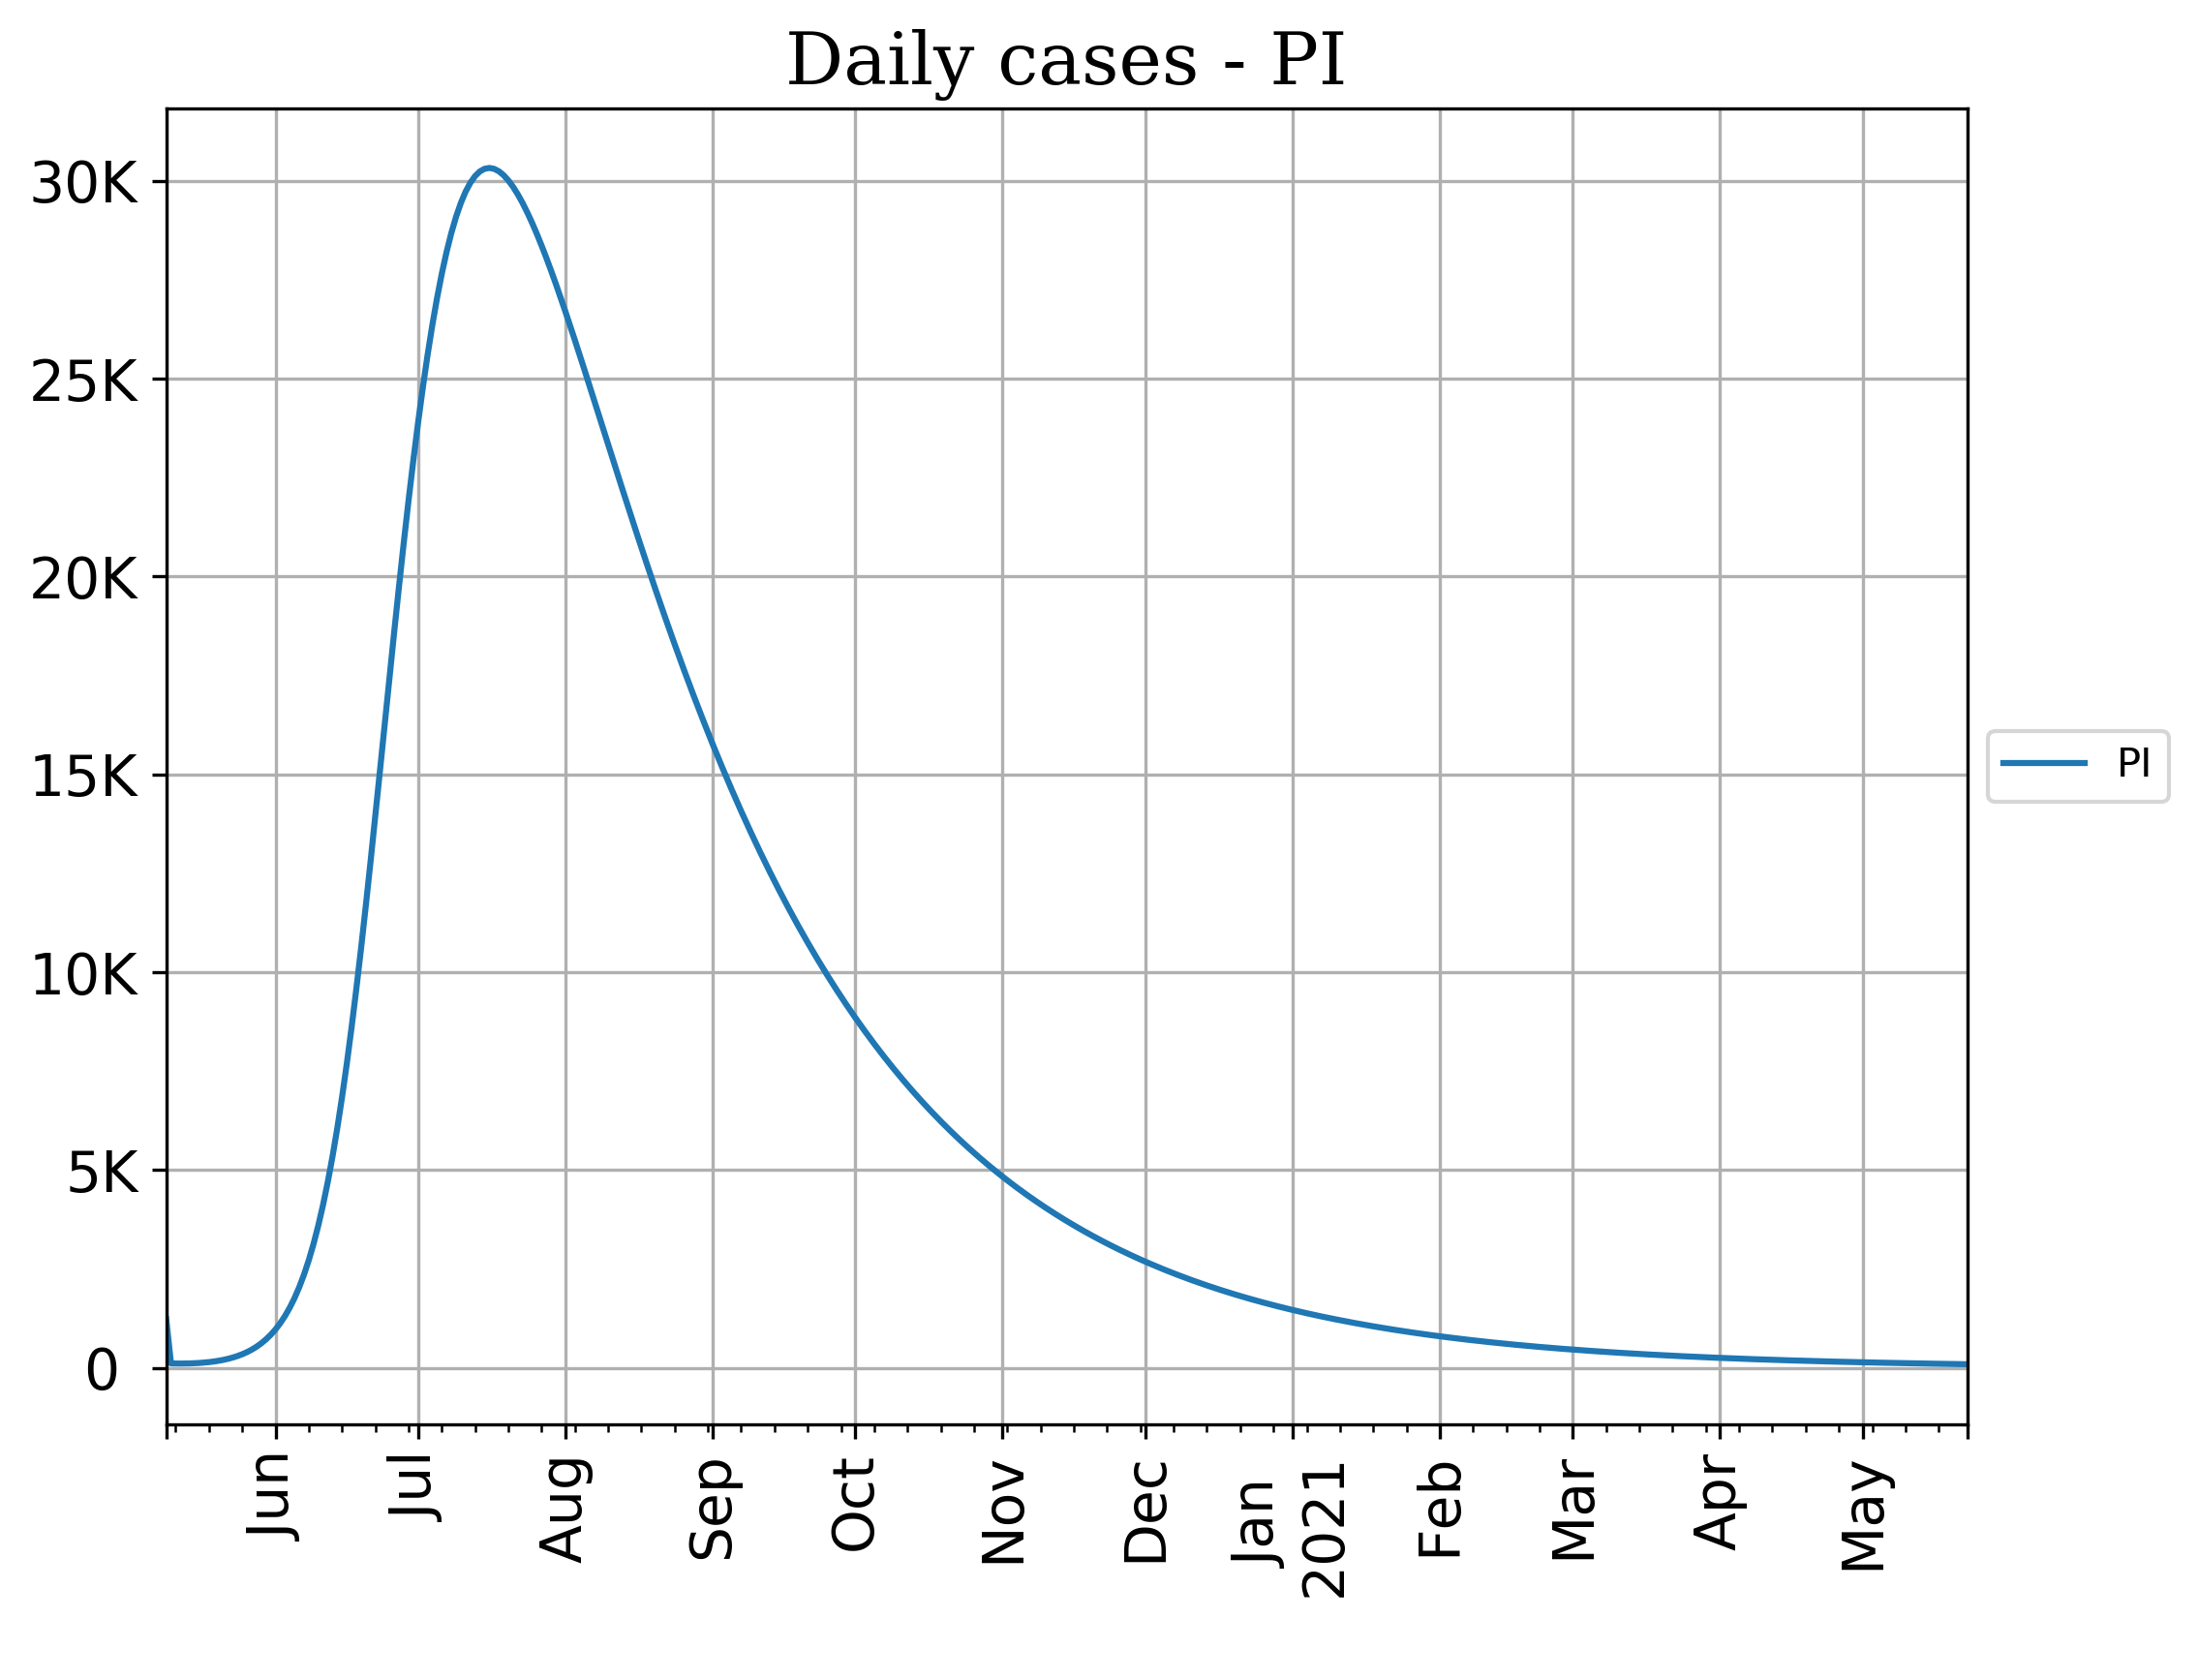 Daily cases - PI
30K
25K
20K
15K
10K
5K
0
Jun
Jul
Aug
Sep
Oct
Nov
Dec
Jan
2021
Feb
Mar
Apr
May
PI